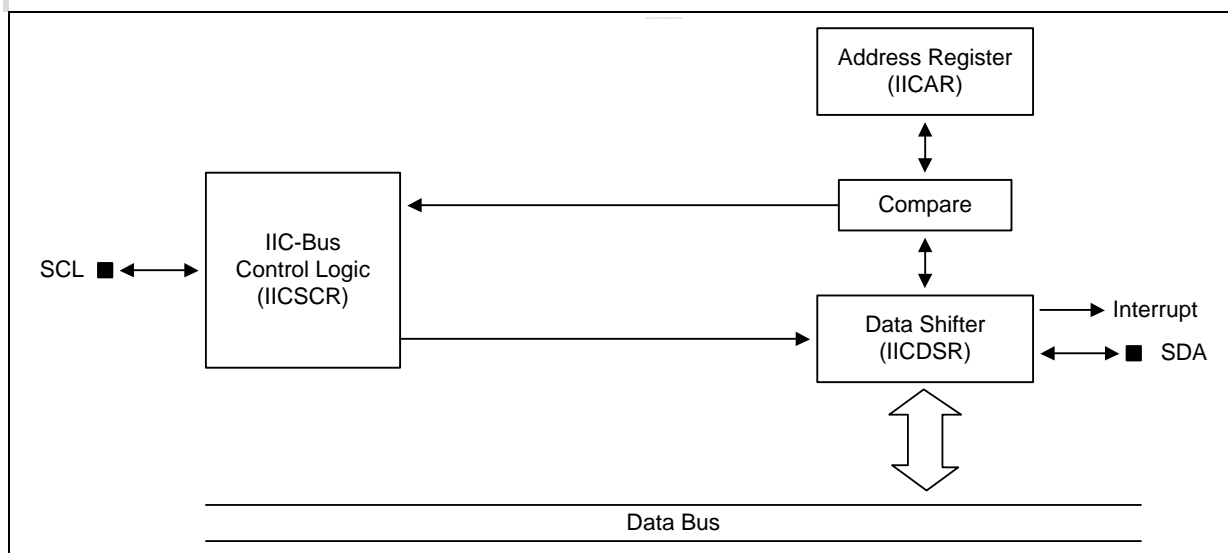 Address Register
(IICAR)
Compare
IIC-Bus
Control Logic
(IICSCR)
SCL
Data Shifter
(IICDSR)
Interrupt
SDA
Data Bus